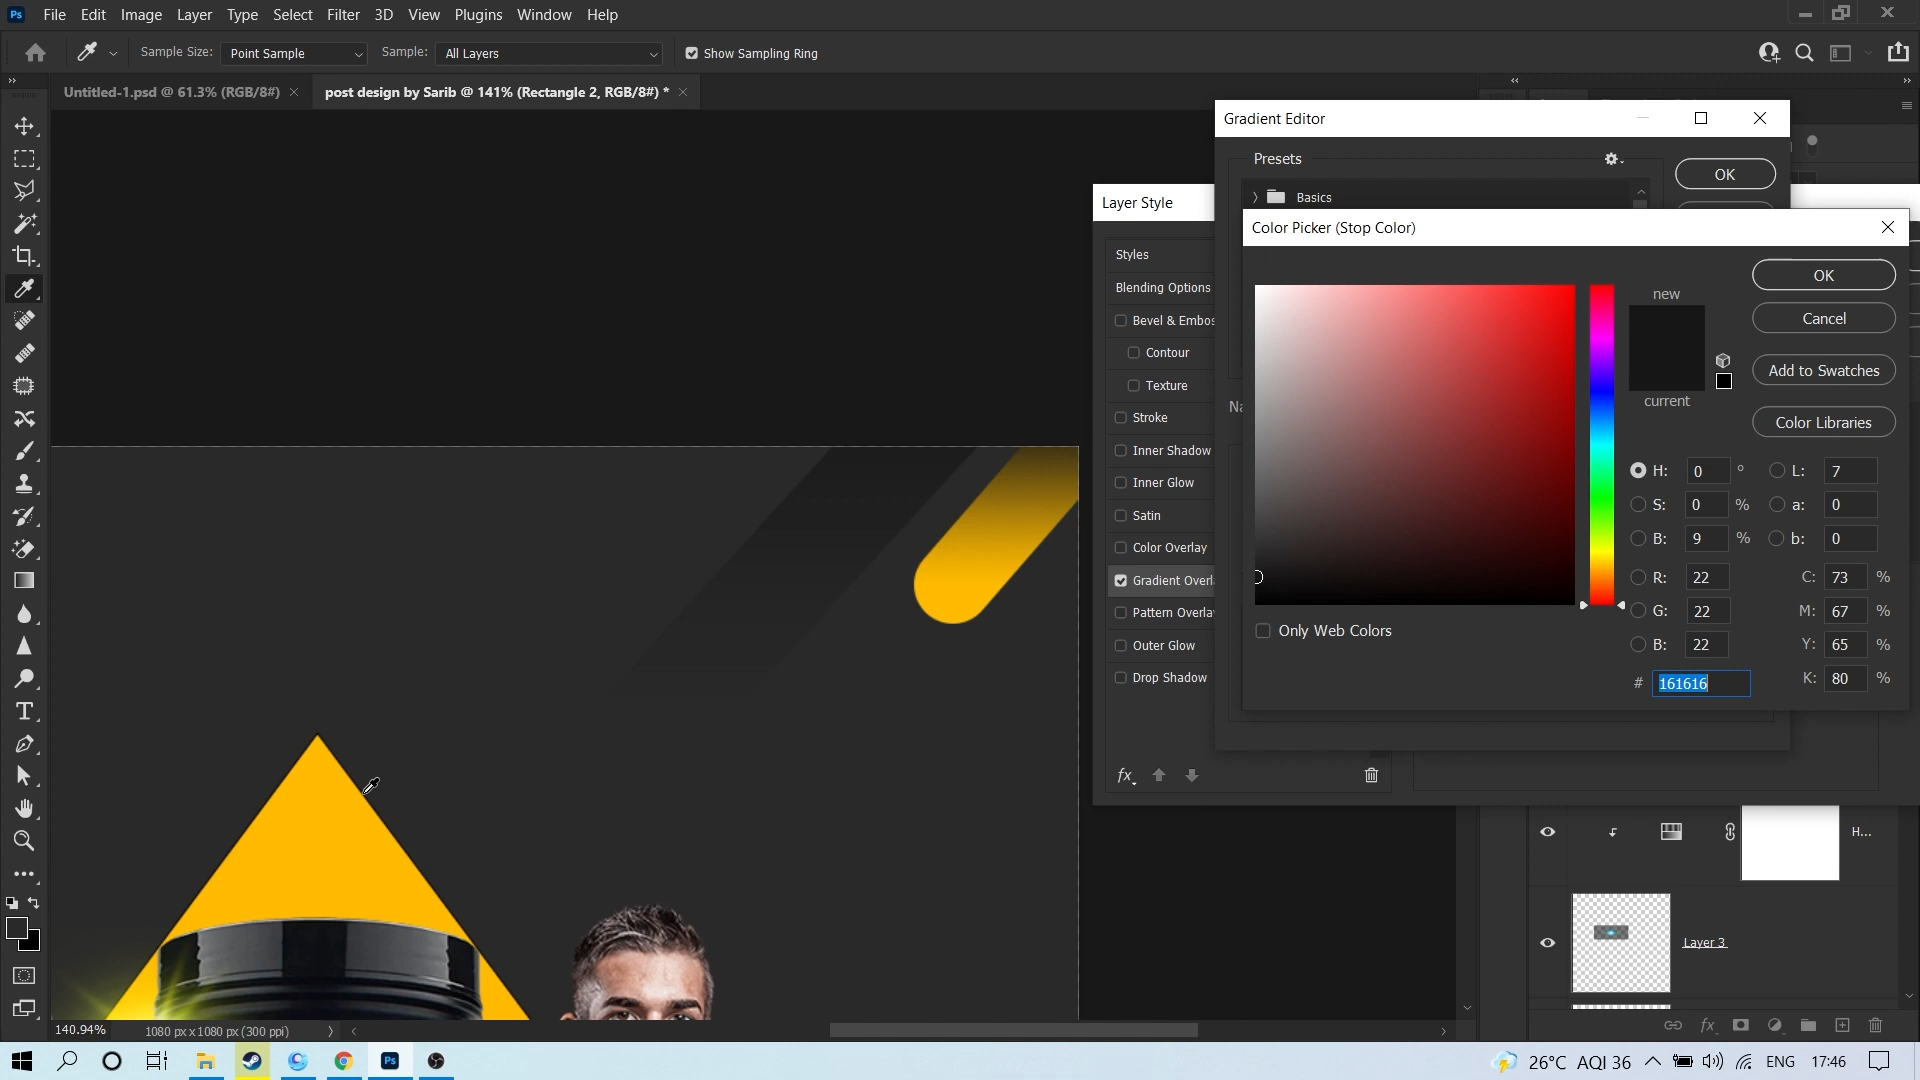 Ps File Edit Image Layer Type Select Filter 3D View Plugins Window Help
Sample Size: Point Sample Sample: All Layers Show Sampling Ring
Untitled-1.psd @ 61.3% (RGB/8#) × post design by Sarib @ 141% (Rectangle 2, RGB/8#) * ×
Gradient Editor
Presets
OK
Basics
Layer Style
Color Picker (Stop Color)
Styles
Blending Options
Bevel & Embos
Contour
Texture
Stroke
Inner Shadow
Inner Glow
Satin
Color Overlay
Gradient Overl
Pattern Overla
Outer Glow
Drop Shadow
fx
Na
new
current
OK
Cancel
Add to Swatches
Color Libraries
H: 0 ° L: 7
S: 0 % a: 0
B: 9 % b: 0
R: 22 C: 73 %
G: 22 M: 67 %
B: 22 Y: 65 %
# 161616 K: 80 %
Only Web Colors
H...
Layer 3
fx
140.94% 1080 px x 1080 px (300 ppi)
Ps
26°C AQI 36 ENG 17:46